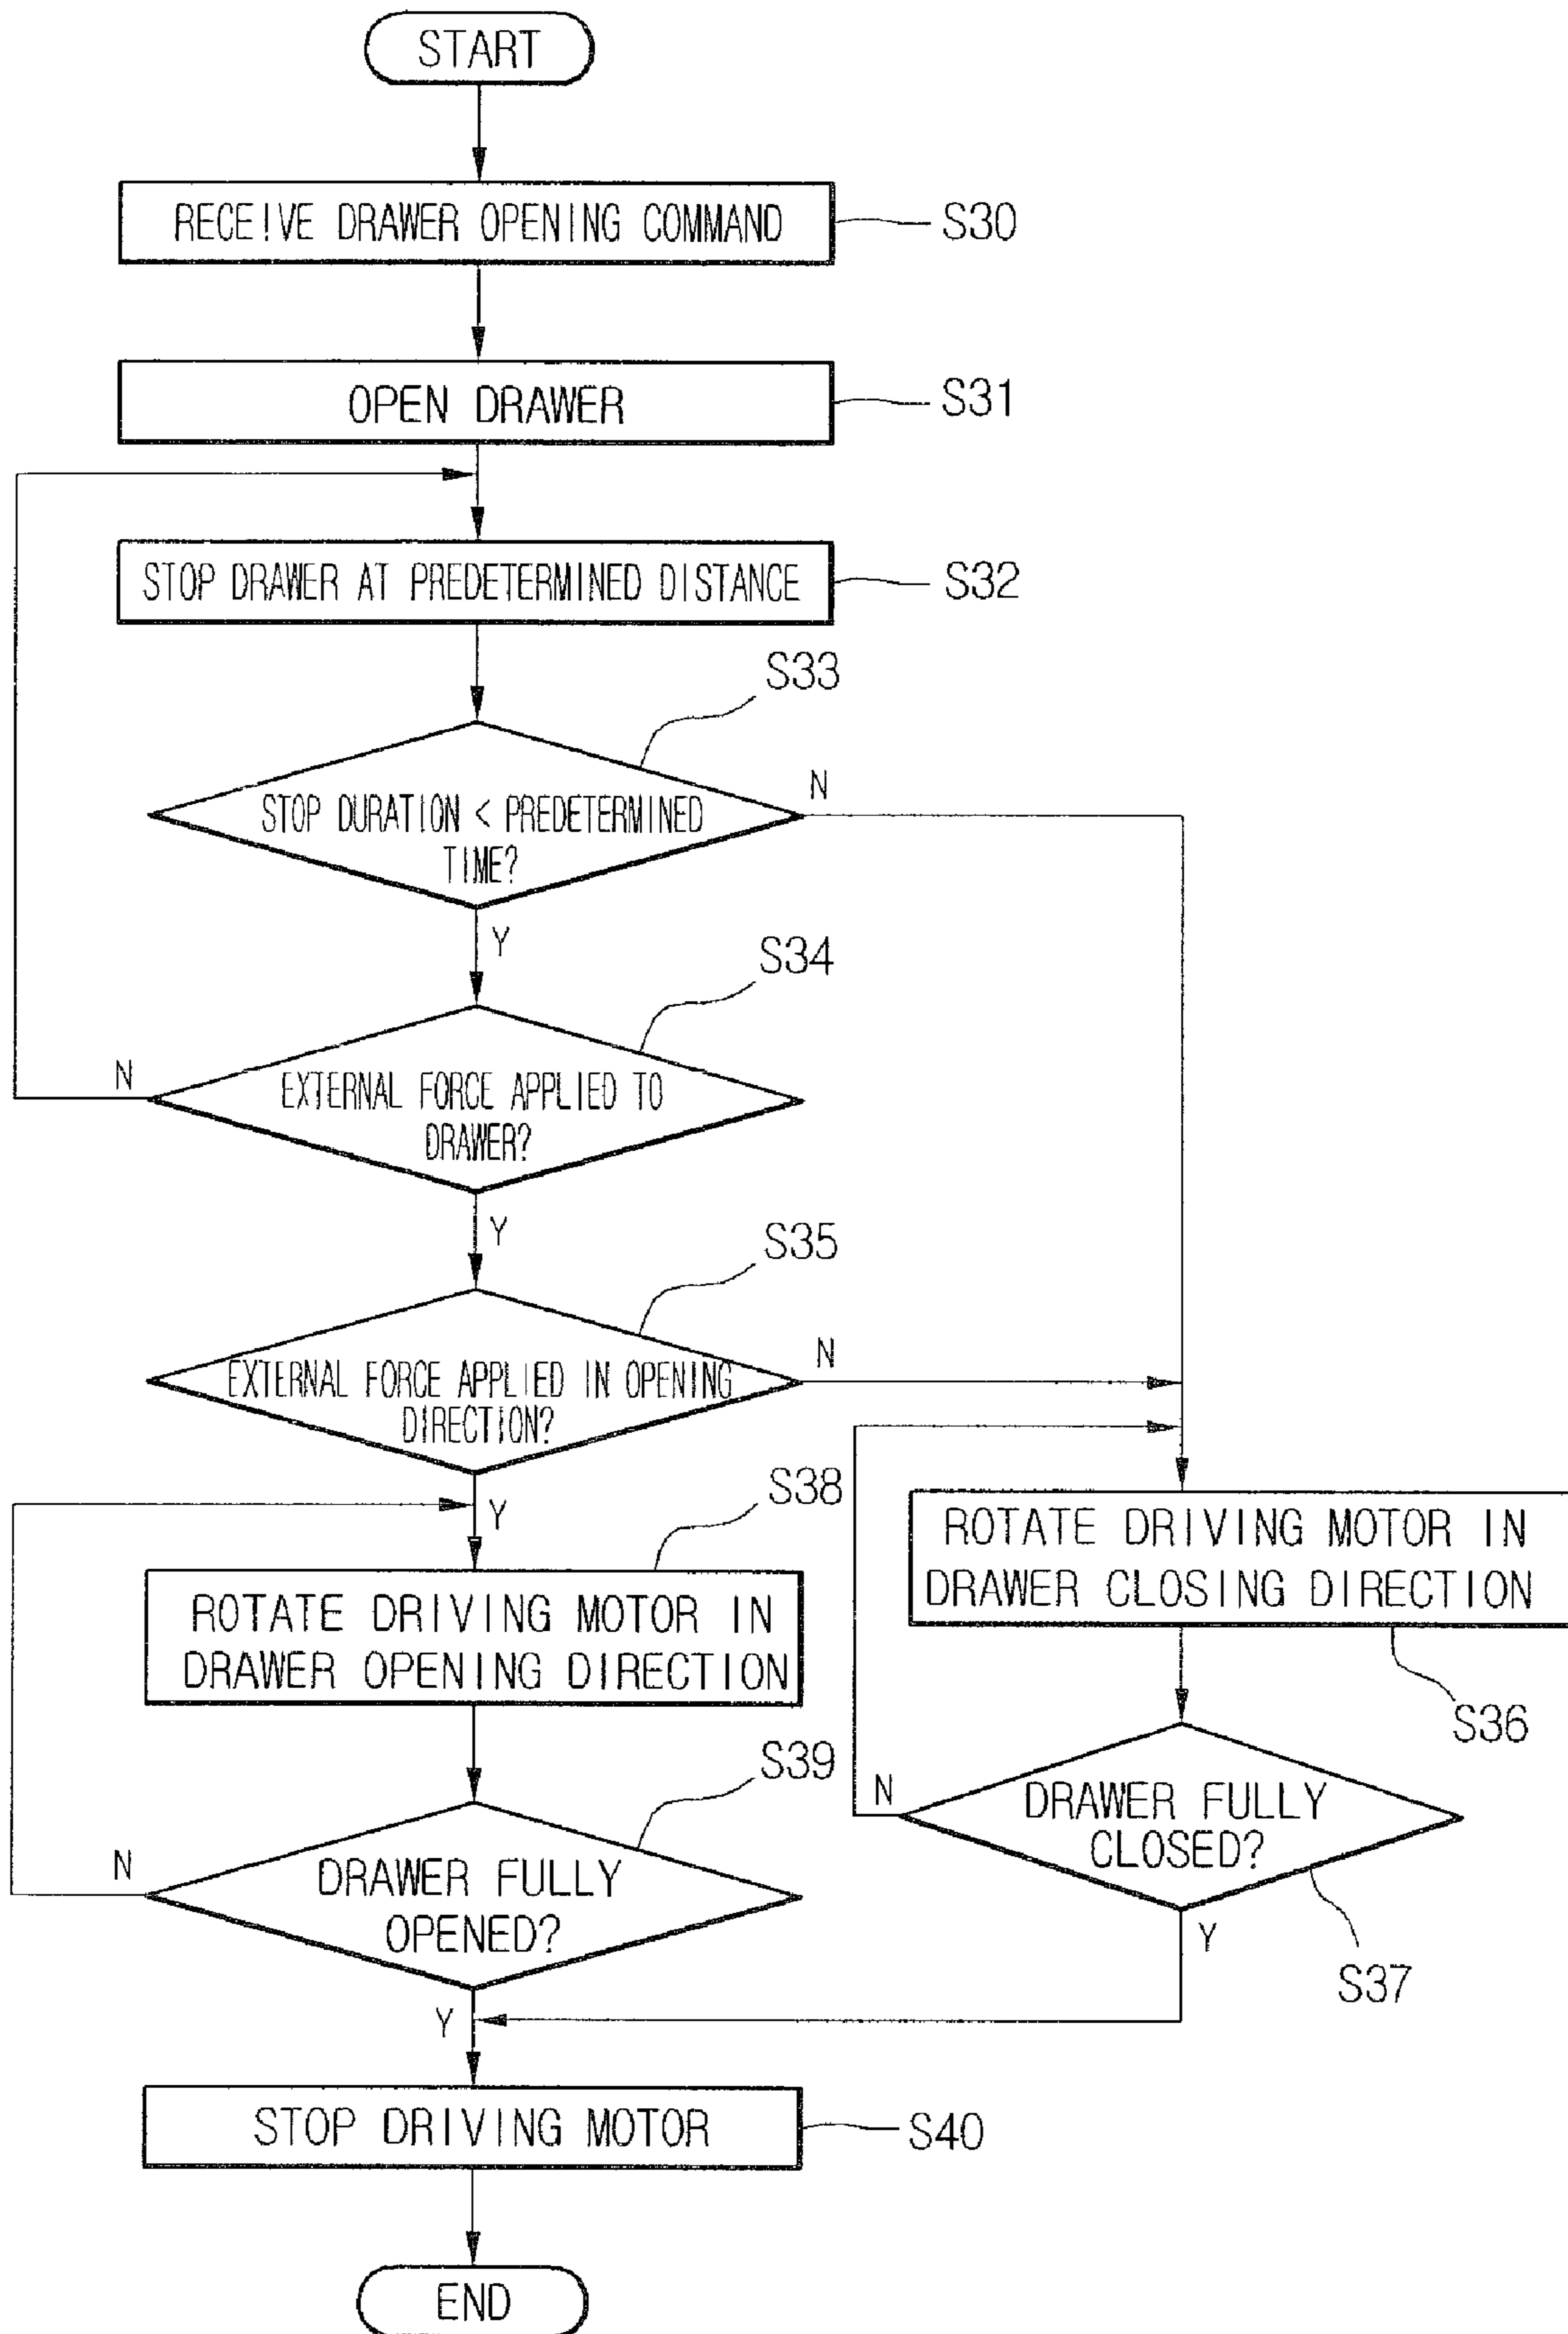 START
RECEIVE DRAWER OPENING COMMAND
S30
OPEN DRAWER
S31
STOP DRAWER AT PREDETERMINED DISTANCE
S32
S33
STOP DURATION < PREDETERMINED
TIME?
N
Y
S34
EXTERNAL FORCE APPLIED TO
DRAWER?
N
Y
S35
EXTERNAL FORCE APPLIED IN OPENING
DIRECTION?
N
Y
S38
ROTATE DRIVING MOTOR IN
DRAWER OPENING DIRECTION
ROTATE DRIVING MOTOR IN
DRAWER CLOSING DIRECTION
S36
S39
DRAWER FULLY
OPENED?
N
Y
DRAWER FULLY
CLOSED?
N
Y
S37
STOP DRIVING MOTOR
S40
END